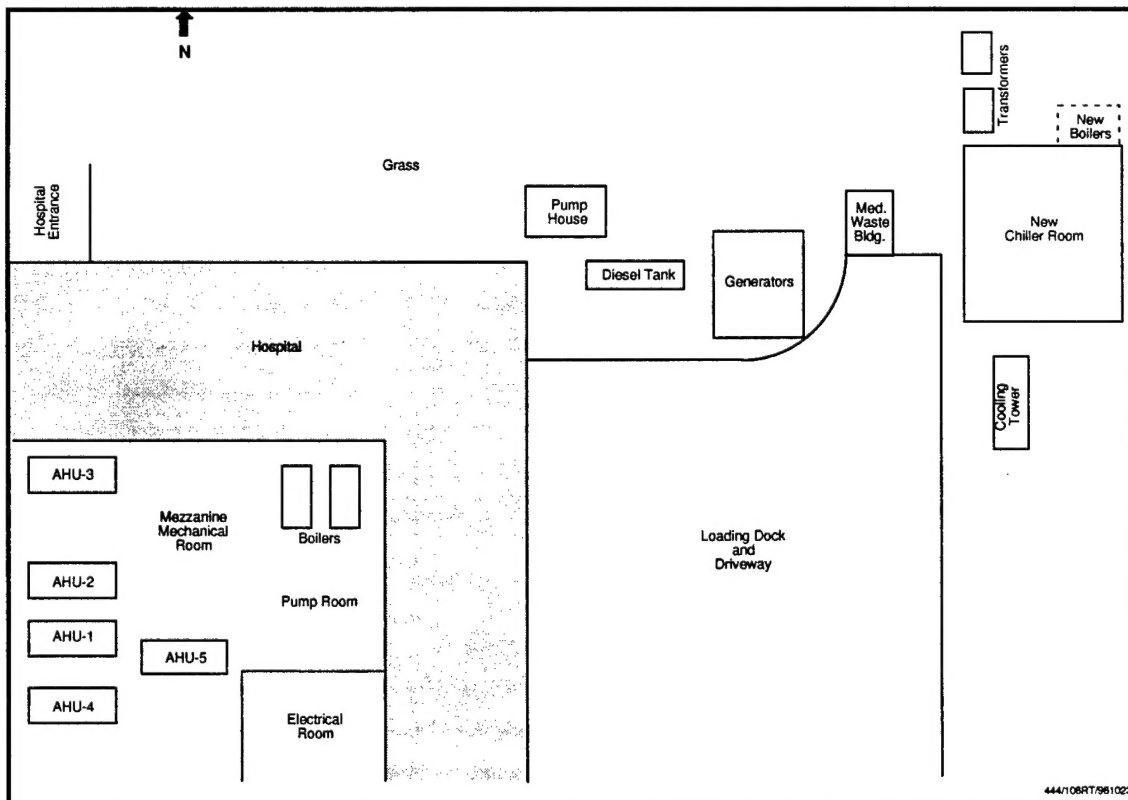 N
Transformers
New
Boilers
Grass
Hospital
Entrance
Pump
House
Med.
Waste
Bldg.
New
Chiller Room
Diesel Tank
Generators
Hospital
Cooling
Tower
AHU-3
Mezzanine
Mechanical
Room
Boilers
Loading Dock
and
Driveway
AHU-2
Pump Room
AHU-1
AHU-5
AHU-4
Electrical
Room